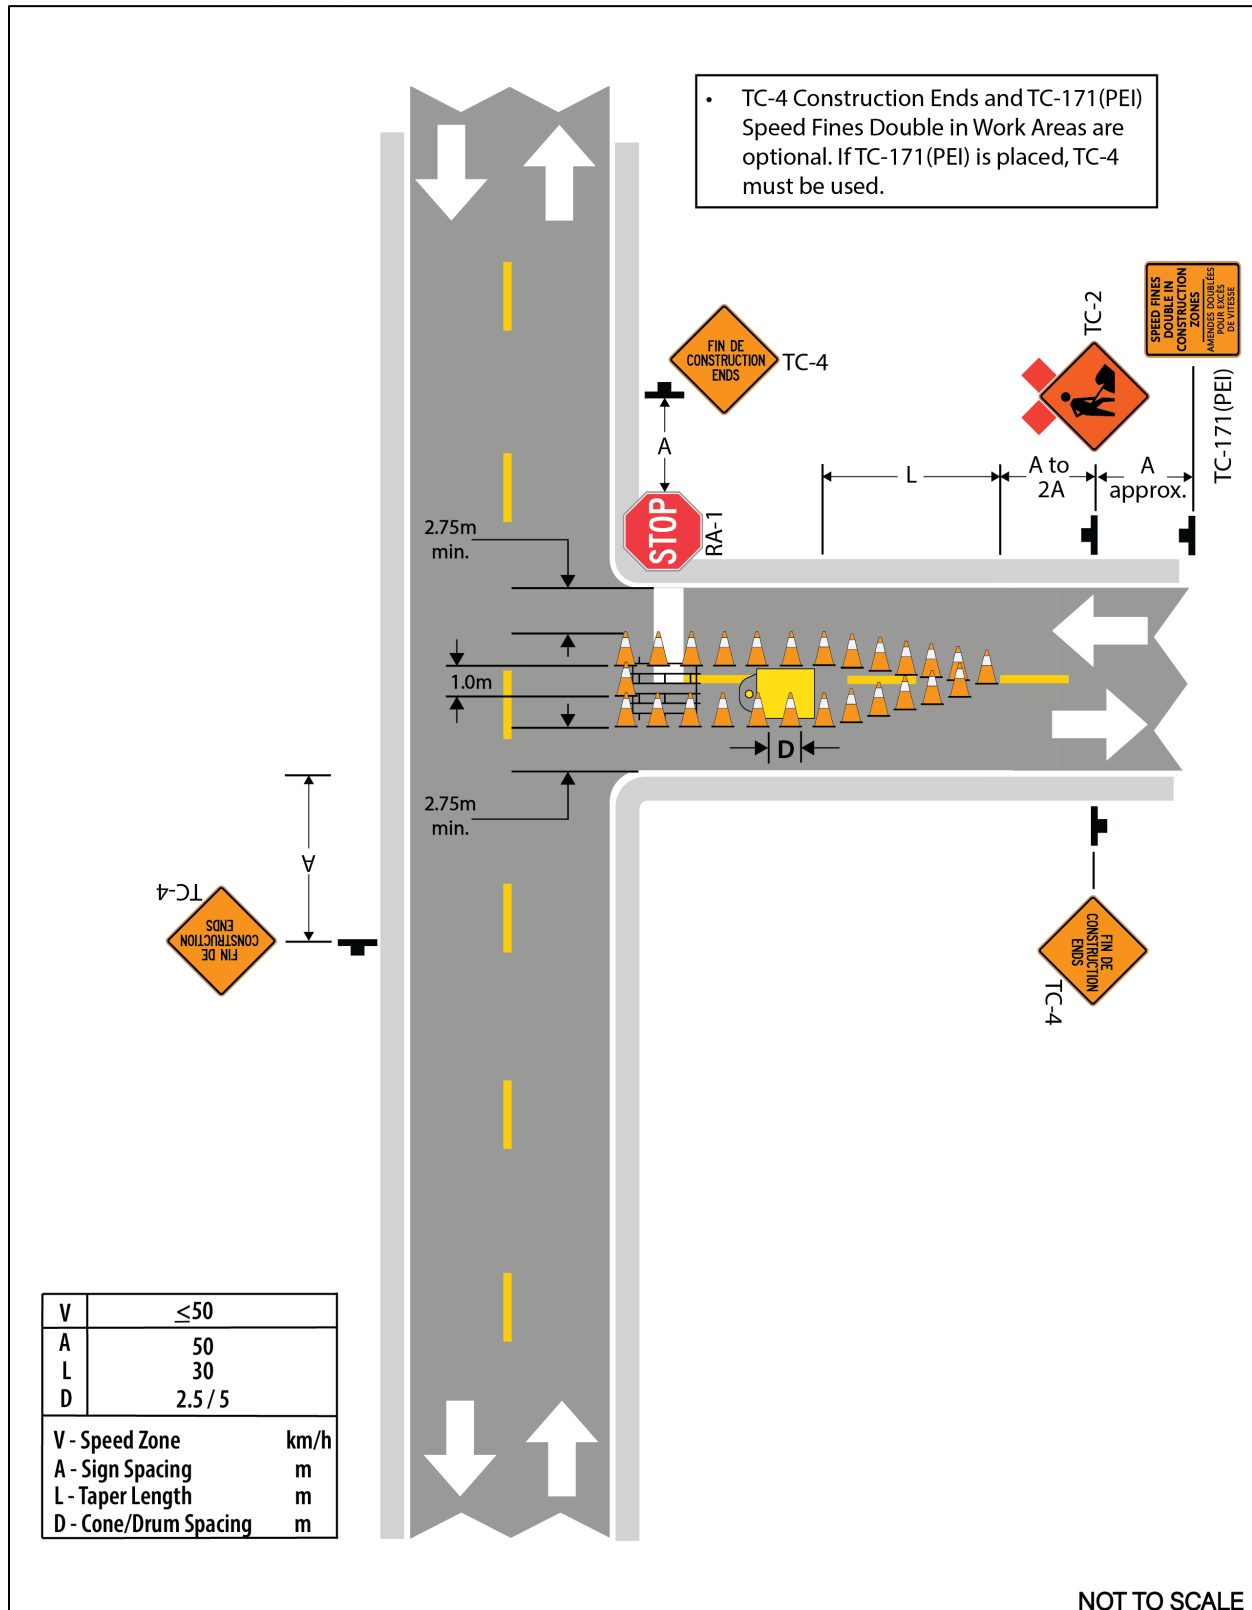 • TC-4 Construction Ends and TC-171(PEI)
Speed Fines Double in Work Areas are
optional. If TC-171(PEI) is placed, TC-4
must be used.
SPEED FINES
DOUBLE IN
CONSTRUCTION
ZONES
AMENDES DOUBLÉES
POUR EXCÈS
DE VITESSE
TC-171(PEI)
TC-2
FIN DE
CONSTRUCTION
ENDS
TC-4
A
L
A to
2A
A
approx.
STOP
RA-1
2.75m
min.
1.0m
D
2.75m
min.
A
TC-4
FIN DE
CONSTRUCTION
ENDS
FIN DE
CONSTRUCTION
ENDS
TC-4
V ≤50
A 50
L 30
D 2.5 / 5
V - Speed Zone km/h
A - Sign Spacing m
L - Taper Length m
D - Cone/Drum Spacing m
NOT TO SCALE